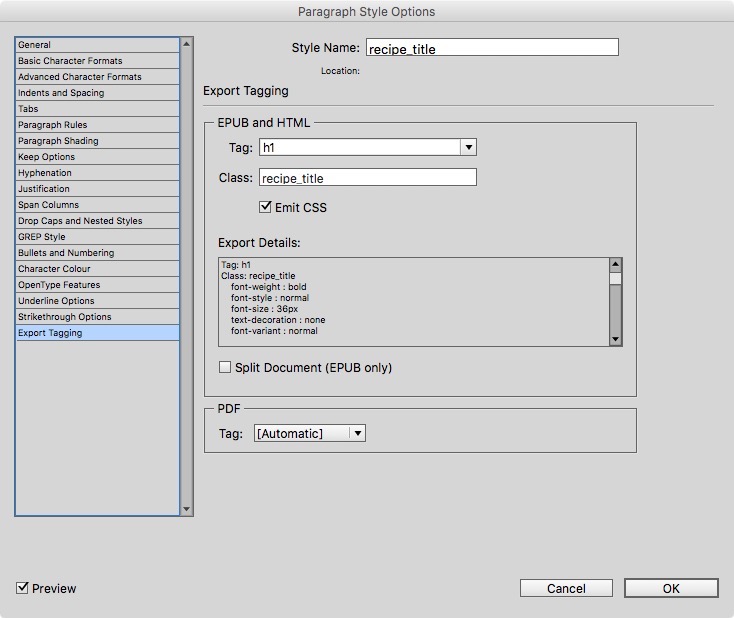 Paragraph Style Options
General
Basic Character Formats
Advanced Character Formats
Indents and Spacing
Tabs
Paragraph Rules
Paragraph Shading
Keep Options
Hyphenation
Justification
Span Columns
Drop Caps and Nested Styles
GREP Style
Bullets and Numbering
Character Colour
OpenType Features
Underline Options
Strikethrough Options
Export Tagging
Style Name: recipe_title
Location:
Export Tagging
EPUB and HTML
Tag: h1
Class: recipe_title
Emit CSS
Export Details:
Tag: h1
Class: recipe_title
font-weight : bold
font-style : normal
font-size : 36px
text-decoration : none
font-variant : normal
Split Document (EPUB only)
PDF
Tag: [Automatic]
Preview
Cancel
OK